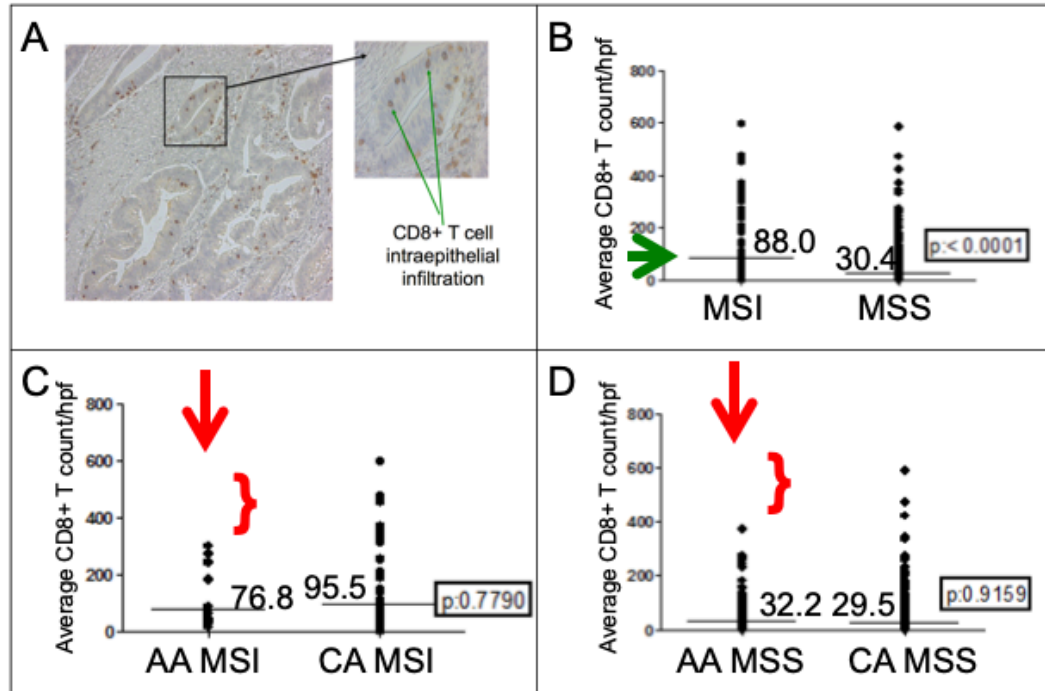 A
CD8+ T cell
intraepithelial
infiltration
B
Average CD8+ T count/hpf
800
600
400
200
0
88.0
30.4
p:< 0.0001
MSI
MSS
C
Average CD8+ T count/hpf
800
600
400
200
0
}
76.8
95.5
p:0.7790
AA MSI
CA MSI
D
Average CD8+ T count/hpf
800
600
400
200
0
}
32.2
29.5
p:0.9159
AA MSS
CA MSS